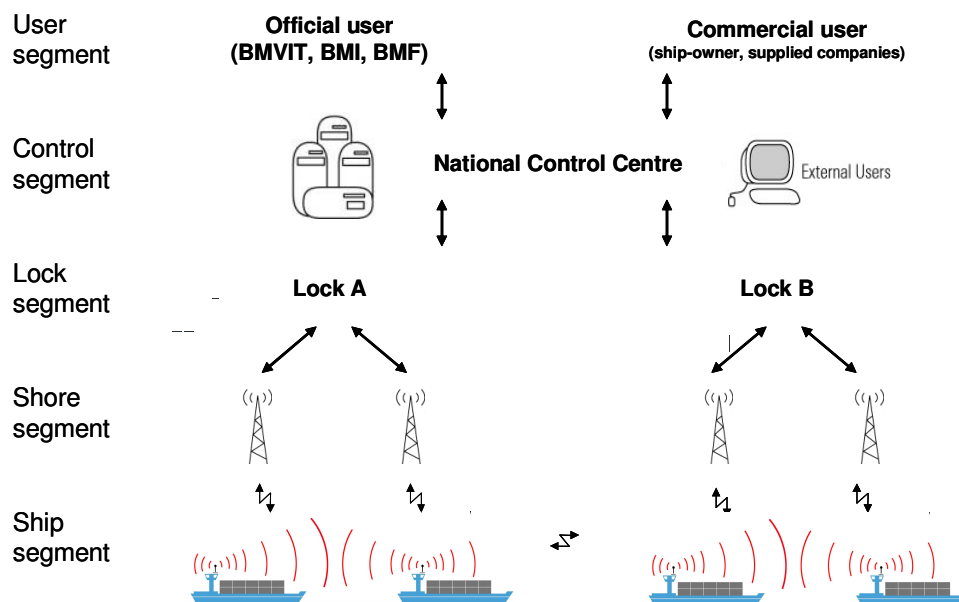 User
segment
Official user
(BMVIT, BMI, BMF)
Commercial user
(ship-owner, supplied companies)
Control
segment
National Control Centre
External Users
Lock
segment
Lock A
Lock B
Shore
segment
Ship
segment